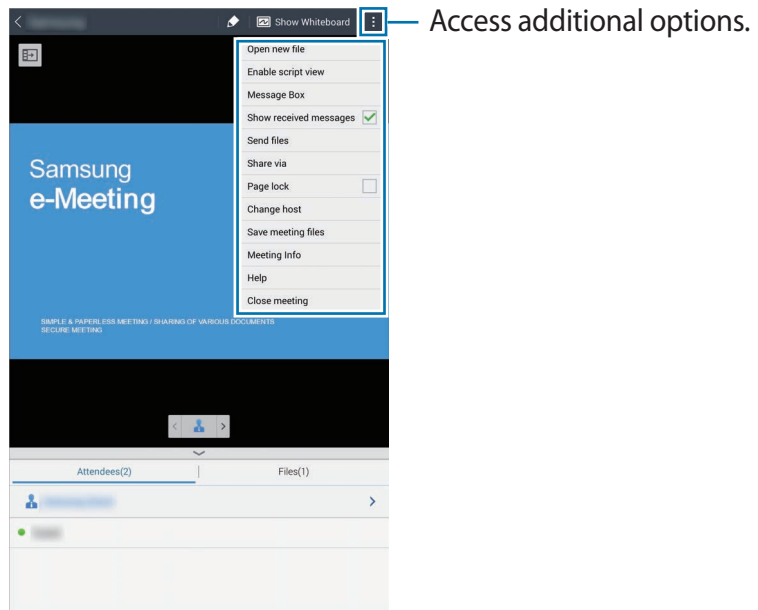 Show Whiteboard
Access additional options.
Open new file
Enable script view
Message Box
Show received messages
Send files
Share via
Page lock
Change host
Save meeting files
Meeting Info
Help
Close meeting
Samsung
e-Meeting
SIMPLE & PAPERLESS MEETING / SHARING OF VARIOUS DOCUMENTS
SECURE MEETING
Attendees(2)
Files(1)